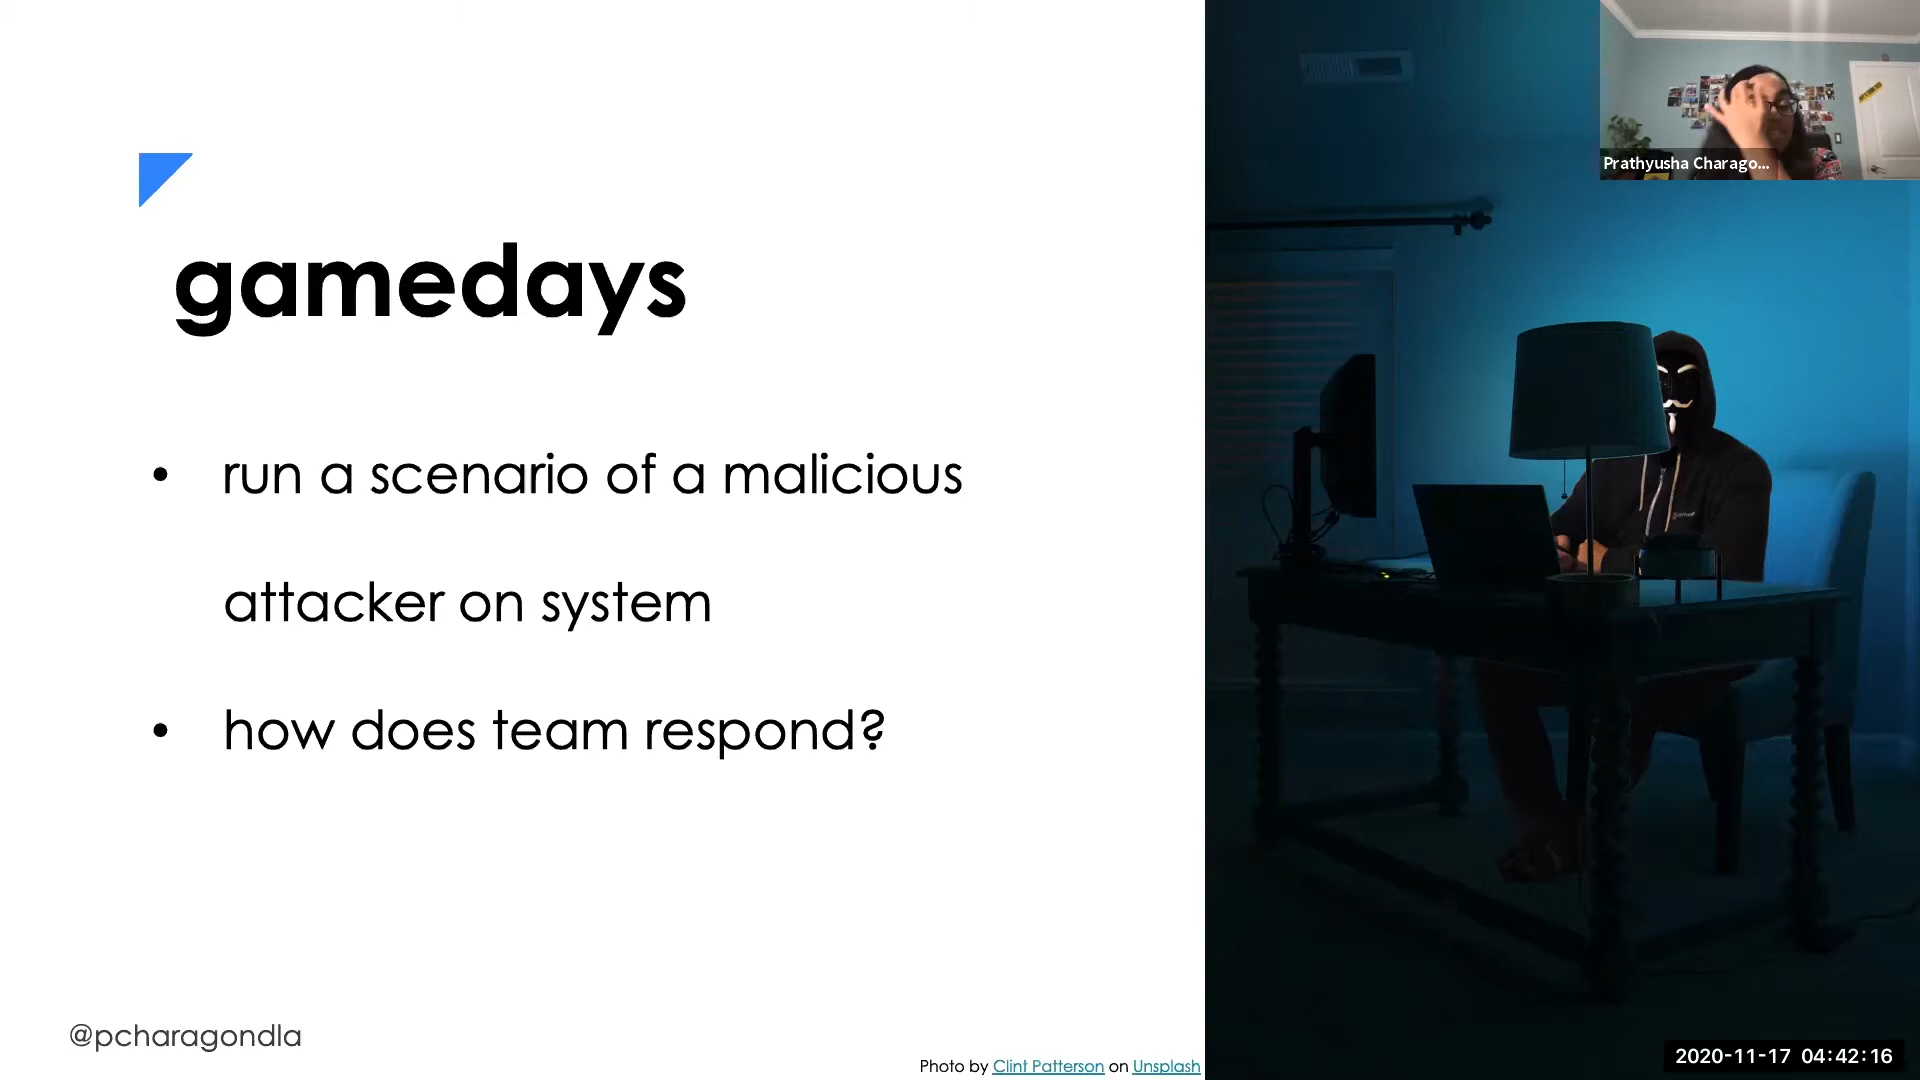 gamedays
• run a scenario of a malicious
attacker on system
• how does team respond?
@pcharagondla
Photo by Clint Patterson on Unsplash
Prathyusha Charago...
2020-11-17 04:42:16